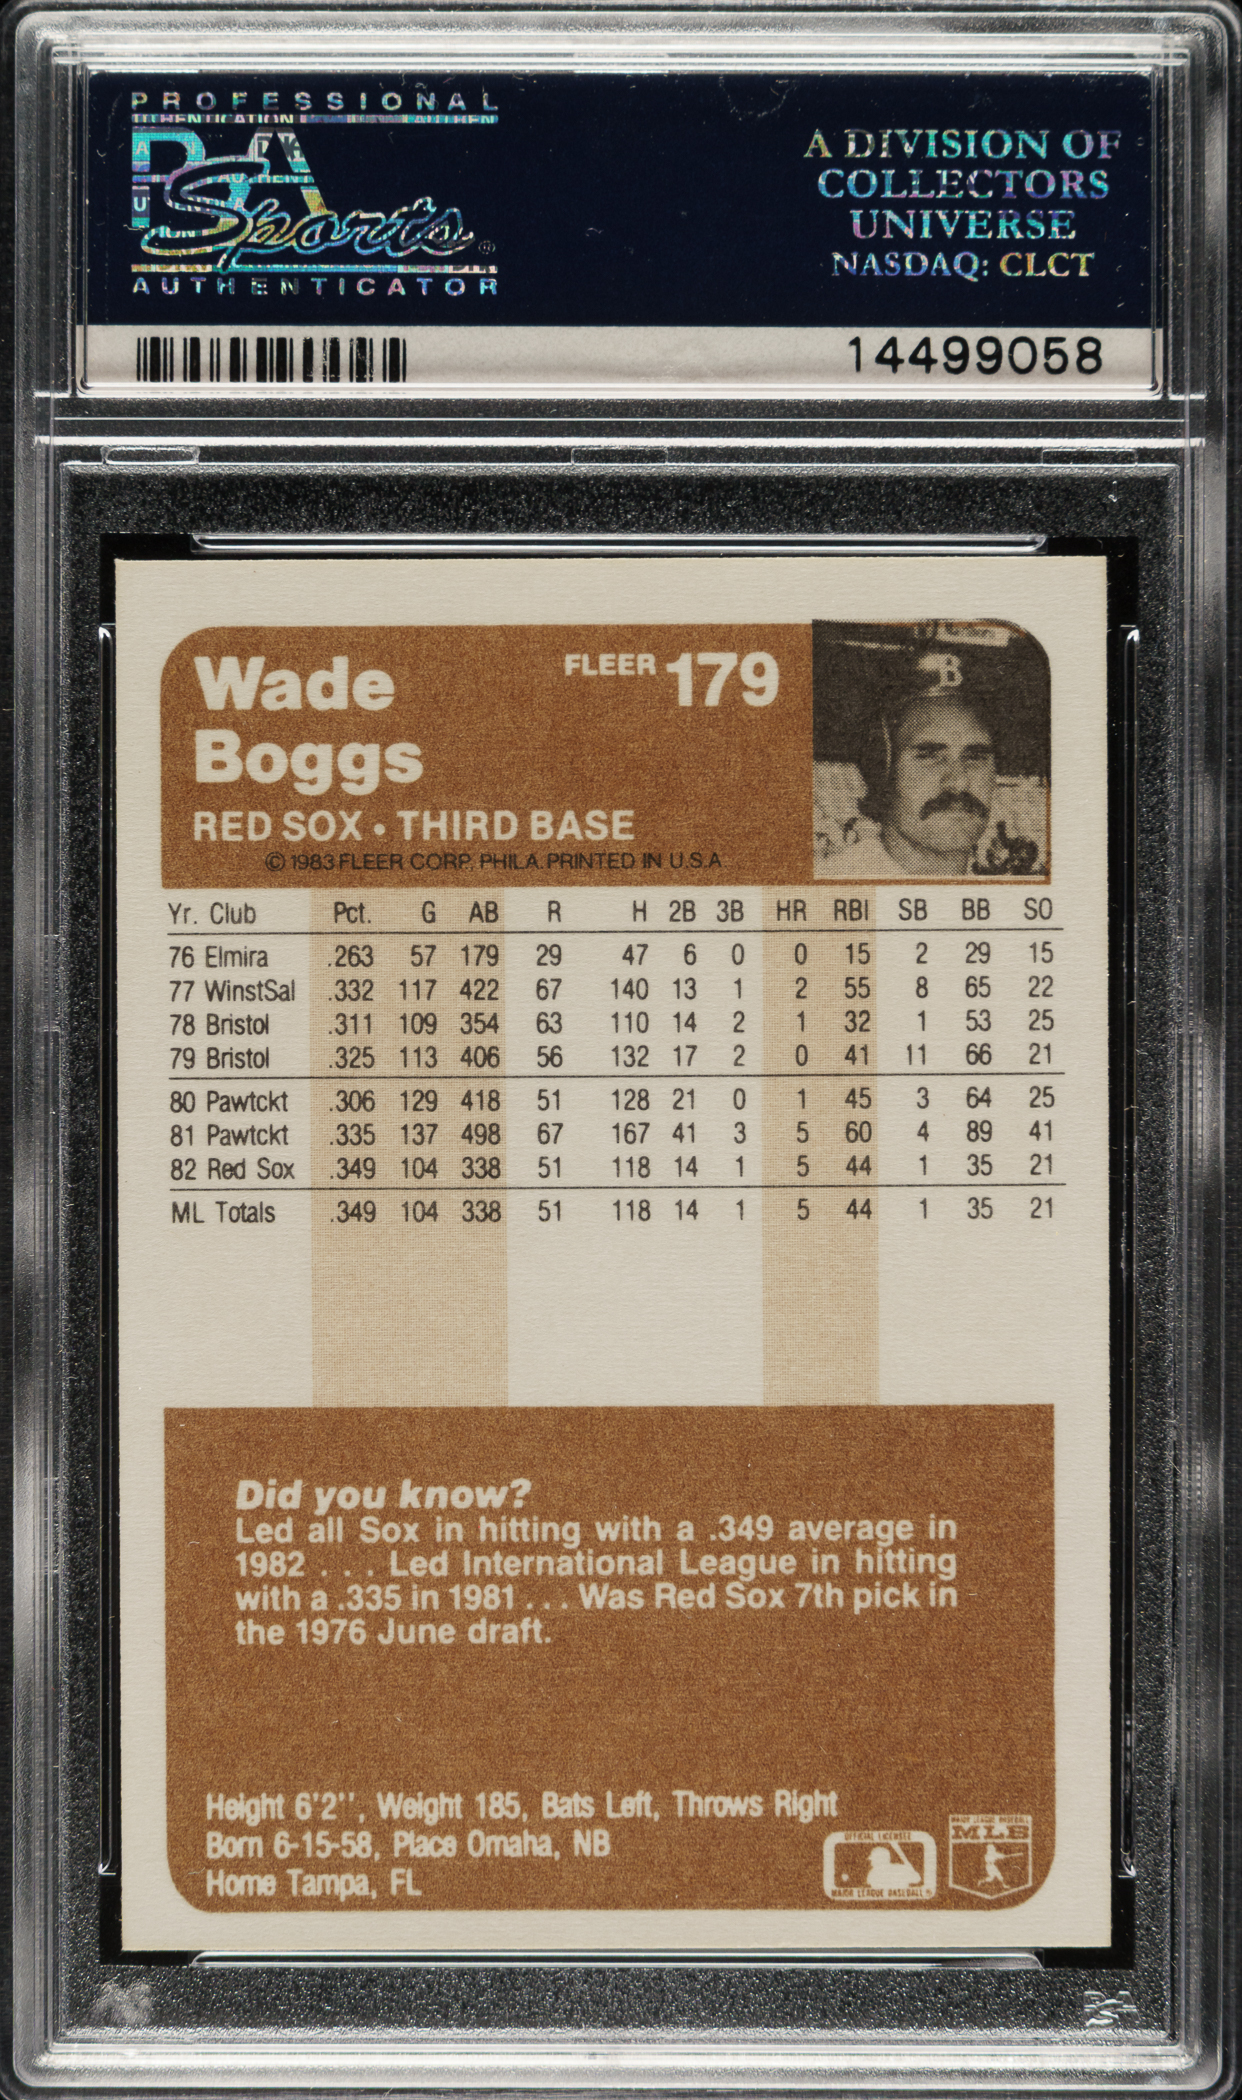 PROFESSIONAL
PSA
Sports ®
AUTHENTICATOR
A DIVISION OF
COLLECTORS
UNIVERSE
NASDAQ: CLCT
14499058
Wade
Boggs
FLEER 179
B
RED SOX • THIRD BASE
© 1983 FLEER CORP. PHILA. PRINTED IN U.S.A
Yr. Club Pct. G AB R H 2B 3B HR RBI SB BB SO
76 Elmira .263 57 179 29 47 6 0 0 15 2 29 15
77 WinstSal .332 117 422 67 140 13 1 2 55 8 65 22
78 Bristol .311 109 354 63 110 14 2 1 32 1 53 25
79 Bristol .325 113 406 56 132 17 2 0 41 11 66 21
80 Pawtckt .306 129 418 51 128 21 0 1 45 3 64 25
81 Pawtckt .335 137 498 67 167 41 3 5 60 4 89 41
82 Red Sox .349 104 338 51 118 14 1 5 44 1 35 21
ML Totals .349 104 338 51 118 14 1 5 44 1 35 21
Did you know?
Led all Sox in hitting with a .349 average in
1982 . . . Led International League in hitting
with a .335 in 1981 . . . Was Red Sox 7th pick in
the 1976 June draft.
Height 6'2'', Weight 185, Bats Left, Throws Right
Born 6-15-58, Place Omaha, NB
Home Tampa, FL
OFFICIAL LICENSEE
MAJOR LEAGUE BASEBALL
MAJOR LEAGUE BASEBALL
MLB
PSA